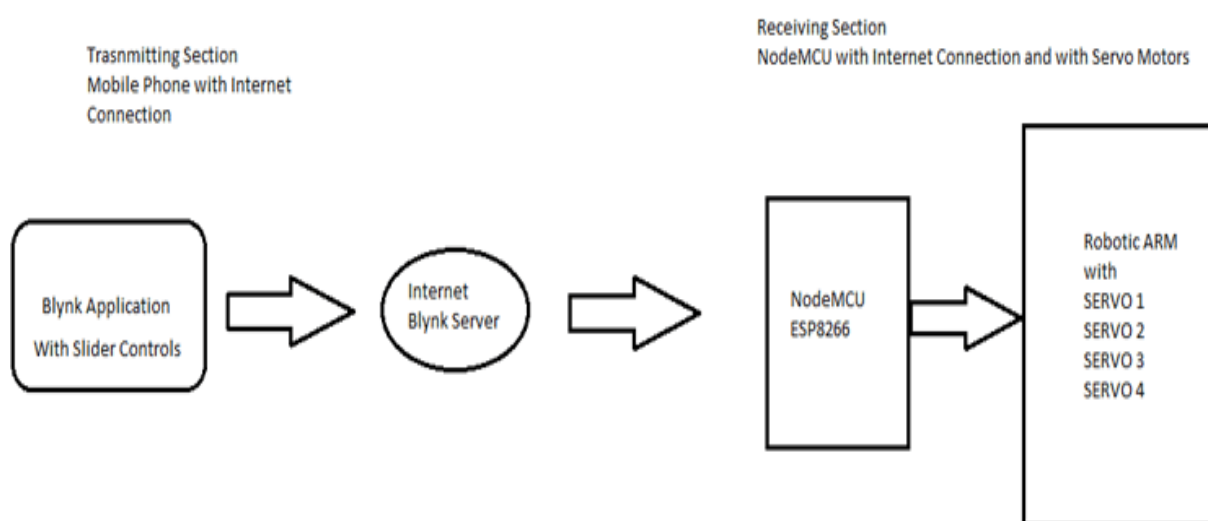 Trasnmitting Section
Mobile Phone with Internet
Connection
Receiving Section
NodeMCU with Internet Connection and with Servo Motors
Blynk Application
With Slider Controls
Internet
Blynk Server
NodeMCU
ESP8266
Robotic ARM
with
SERVO 1
SERVO 2
SERVO 3
SERVO 4